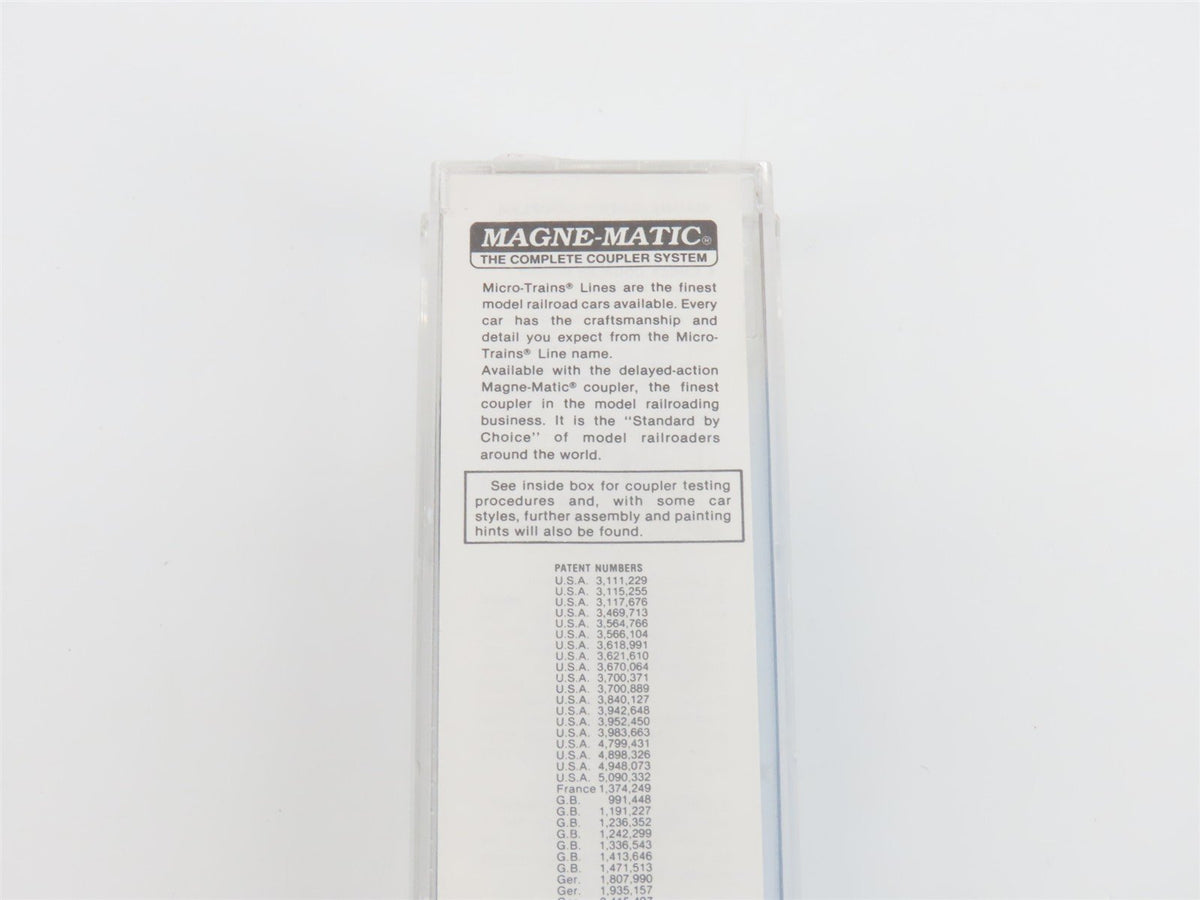 MAGNE-MATIC®
THE COMPLETE COUPLER SYSTEM
Micro-Trains® Lines are the finest
model railroad cars available. Every
car has the craftsmanship and
detail you expect from the Micro-
Trains® Line name.
Available with the delayed-action
Magne-Matic® coupler, the finest
coupler in the model railroading
business. It is the "Standard by
Choice" of model railroaders
around the world.
See inside box for coupler testing
procedures and, with some car
styles, further assembly and painting
hints will also be found.
PATENT NUMBERS
U.S.A. 3,111,229
U.S.A. 3,115,255
U.S.A. 3,117,676
U.S.A. 3,469,713
U.S.A. 3,564,766
U.S.A. 3,566,104
U.S.A. 3,618,991
U.S.A. 3,621,610
U.S.A. 3,670,064
U.S.A. 3,700,371
U.S.A. 3,700,889
U.S.A. 3,840,127
U.S.A. 3,942,648
U.S.A. 3,952,450
U.S.A. 3,983,663
U.S.A. 4,799,431
U.S.A. 4,898,326
U.S.A. 4,948,073
U.S.A. 5,090,332
France 1,374,249
G.B. 991,448
G.B. 1,191,227
G.B. 1,236,352
G.B. 1,242,299
G.B. 1,336,543
G.B. 1,413,646
G.B. 1,471,513
Ger. 1,807,990
Ger. 1,935,157